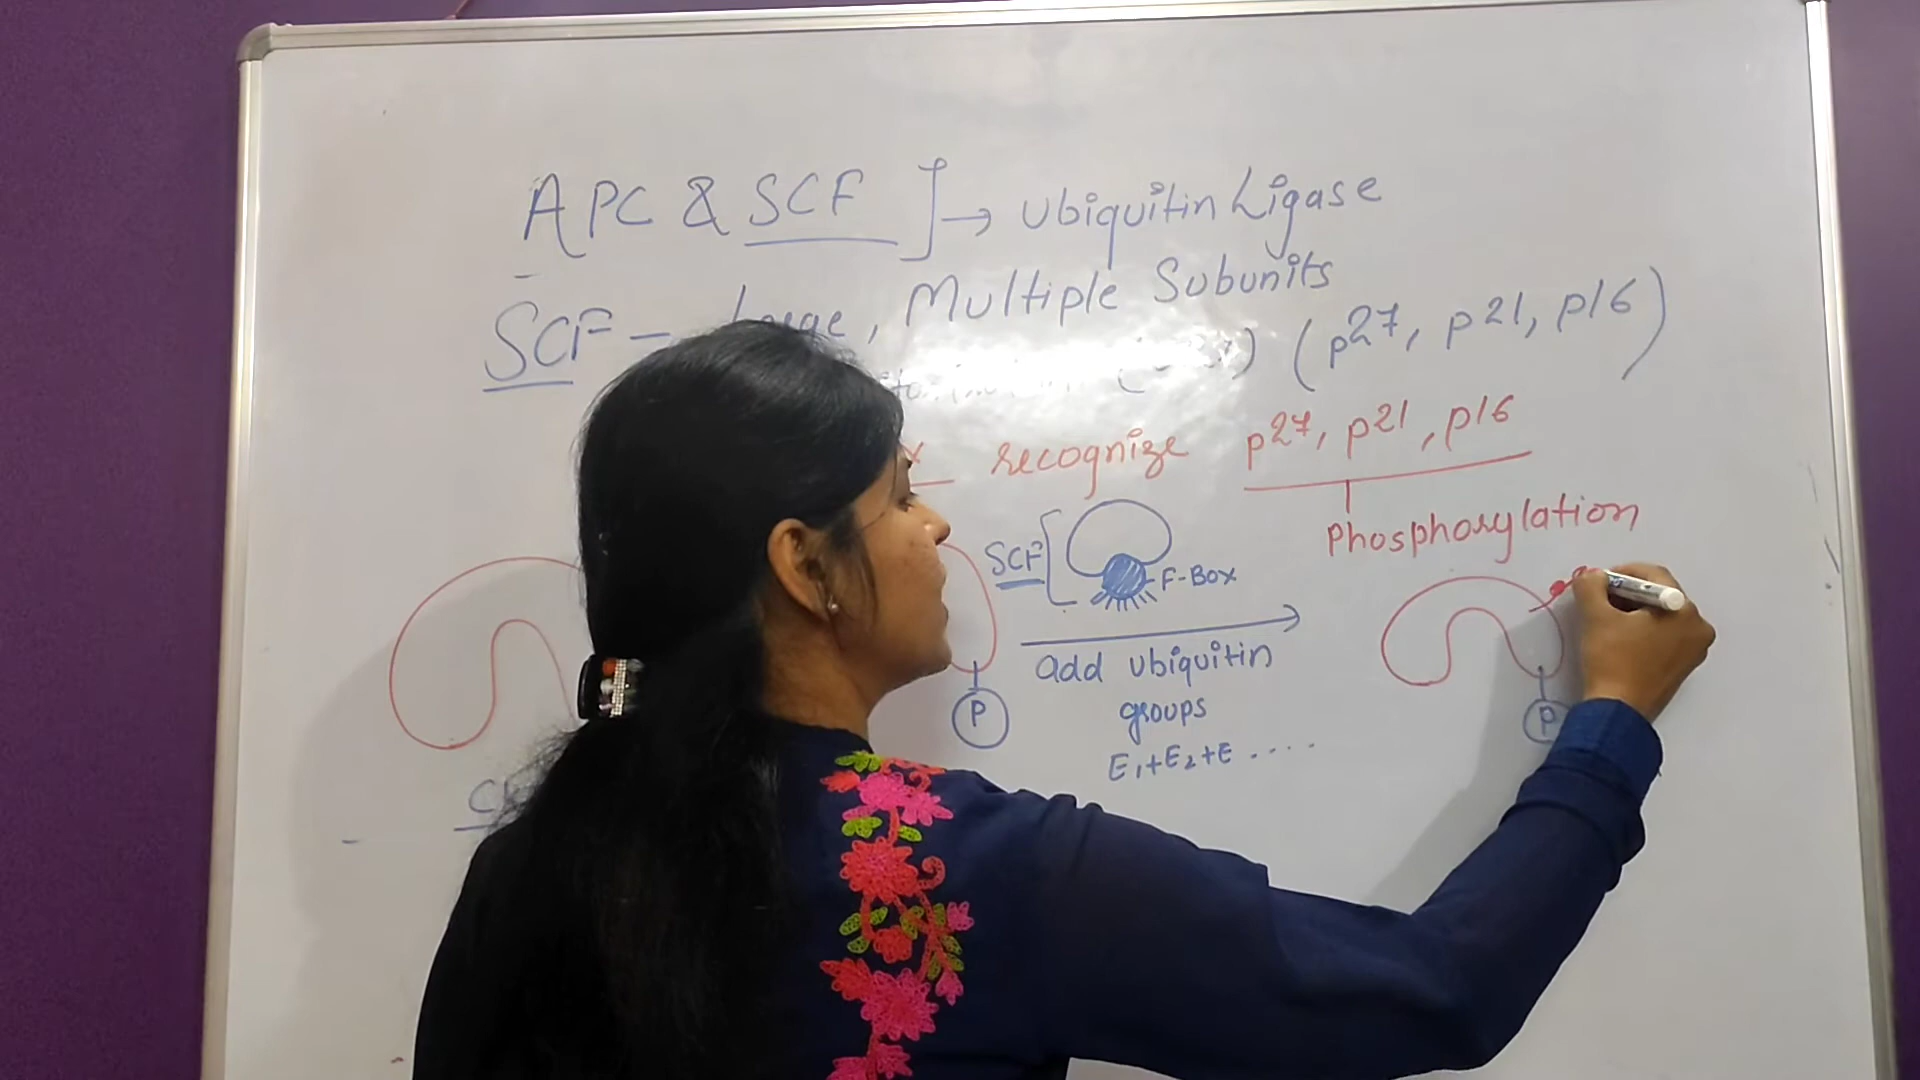 APC & SCF ] → Ubiquitin Ligase
SCF - Large, Multiple Subunits
(p27, p21, p16)
recognize p27, p21, p16
Phosphorylation
SCF
F-Box
add ubiquitin
groups
E1+E2+E ....
P
P